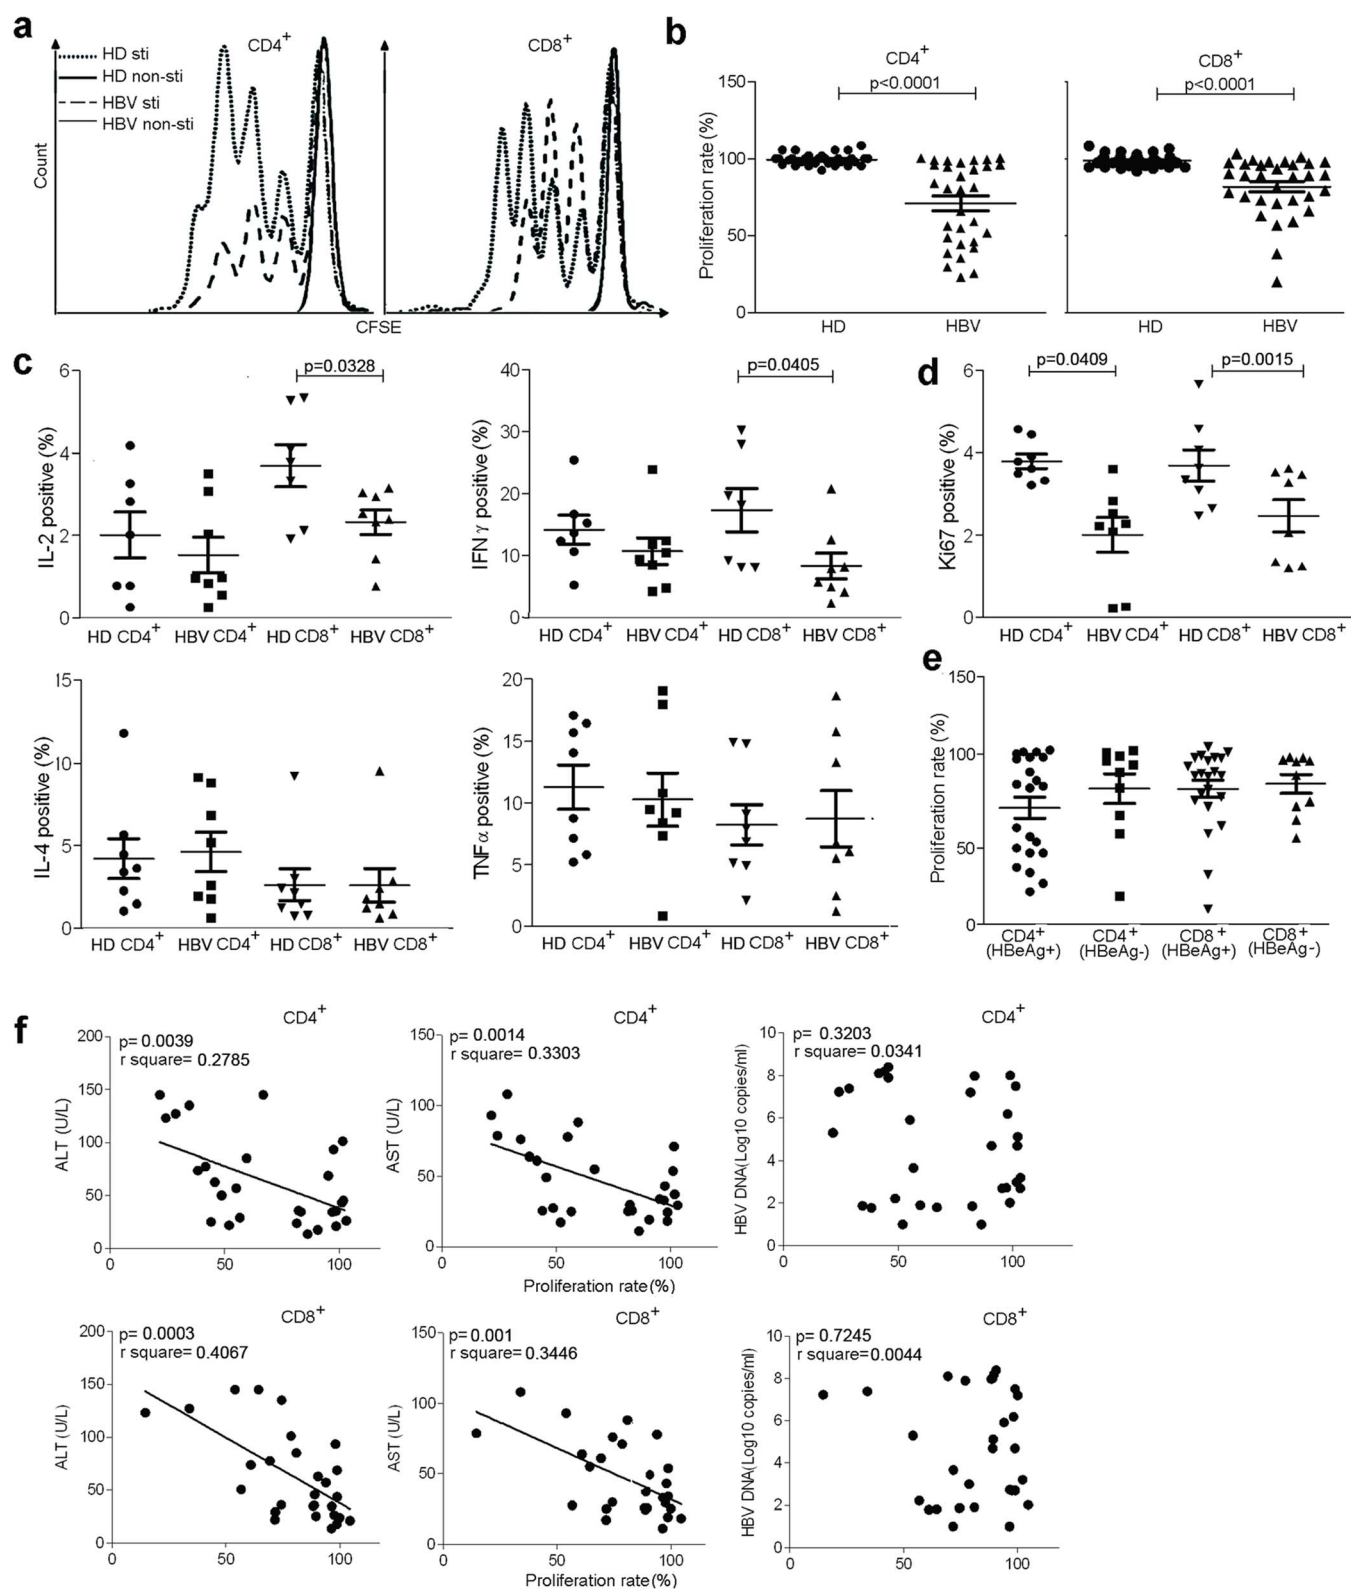 a
CD4+
CD8+
HD sti
HD non-sti
HBV sti
HBV non-sti
Count
CFSE
b
CD4+
CD8+
p<0.0001
p<0.0001
Proliferation rate (%)
150
100
50
0
HD
HBV
HD
HBV
c
IL-2 positive (%)
6
4
2
0
p=0.0328
HD CD4+
HBV CD4+
HD CD8+
HBV CD8+
IFN γ positive (%)
40
30
20
10
0
p=0.0405
HD CD4+
HBV CD4+
HD CD8+
HBV CD8+
IL-4 positive (%)
15
10
5
0
HD CD4+
HBV CD4+
HD CD8+
HBV CD8+
TNFα positive (%)
20
15
10
5
0
HD CD4+
HBV CD4+
HD CD8+
HBV CD8+
d
Ki67 positive (%)
6
4
2
0
p=0.0409
p=0.0015
HD CD4+
HBV CD4+
HD CD8+
HBV CD8+
e
Proliferation rate (%)
150
100
50
0
CD4+
(HBeAg+)
CD4+
(HBeAg-)
CD8+
(HBeAg+)
CD8+
(HBeAg-)
f
CD4+
p= 0.0039
r square= 0.2785
ALT (U/L)
200
150
100
50
0
0
50
100
CD4+
p= 0.0014
r square= 0.3303
AST (U/L)
150
100
50
0
0
50
100
Proliferation rate(%)
CD4+
p= 0.3203
r square= 0.0341
HBV DNA(Log10 copies/ml)
10
8
6
4
2
0
0
50
100
CD8+
p= 0.0003
r square= 0.4067
ALT (U/L)
200
150
100
50
0
0
50
100
CD8+
p= 0.001
r square= 0.3446
AST (U/L)
150
100
50
0
0
50
100
Proliferation rate(%)
CD8+
p= 0.7245
r square=0.0044
HBV DNA(Log10 copies/ml)
10
8
6
4
2
0
0
50
100